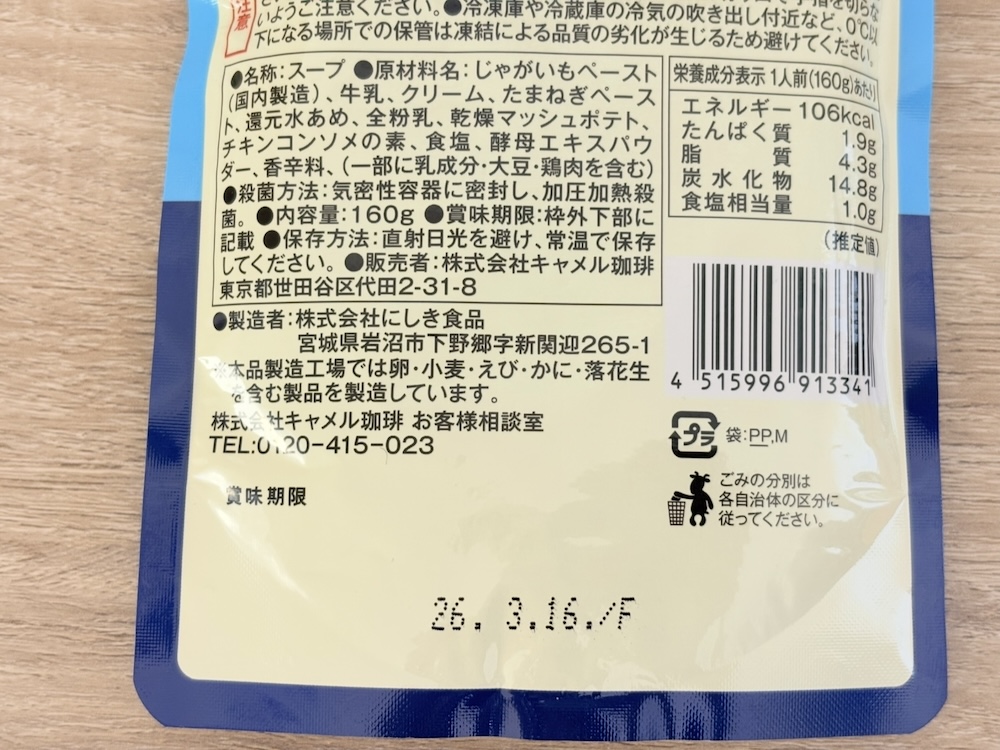 注意
いようご注意ください。●冷凍庫や冷蔵庫の冷気の吹き出し付近など、0℃以
下になる場所での保管は凍結による品質の劣化が生じるため避けてください。
●名称:スープ ●原材料名:じゃがいもペースト
(国内製造)、牛乳、クリーム、たまねぎペース
ト、還元水あめ、全粉乳、乾燥マッシュポテト、
チキンコンソメの素、食塩、酵母エキスパウ
ダー、香辛料、(一部に乳成分・大豆・鶏肉を含む)
●殺菌方法:気密性容器に密封し、加圧加熱殺
菌。●内容量:160g ●賞味期限:枠外下部に
記載 ●保存方法:直射日光を避け、常温で保存
してください。●販売者:株式会社キャメル珈琲
東京都世田谷区代田2-31-8
栄養成分表示 1人前(160g)あたり
エネルギー 106kcal
たんぱく質 1.9g
脂質 4.3g
炭水化物 14.8g
食塩相当量 1.0g
(推定値)
●製造者:株式会社にしき食品
宮城県岩沼市下野郷字新関迎265-1
※本品製造工場では卵・小麦・えび・かに・落花生
を含む製品を製造しています。
株式会社キャメル珈琲 お客様相談室
TEL:0120-415-023
4 515996 913341
プラ
袋:PP,M
ごみの分別は
各自治体の区分に
従ってください。
賞味期限
26. 3.16./F